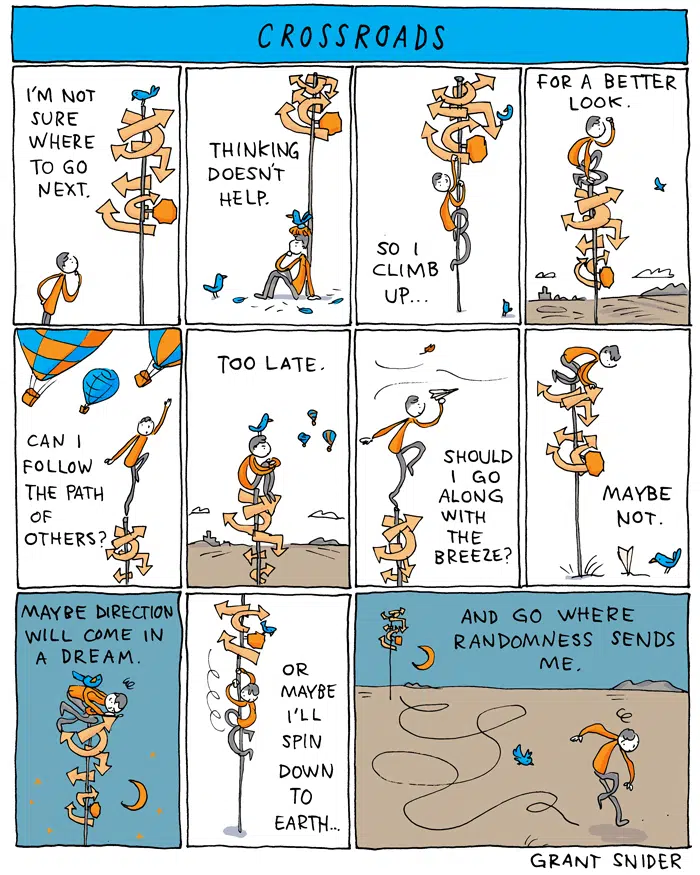 CROSSROADS
I'M NOT
SURE
WHERE
TO GO
NEXT.
THINKING
DOESN'T
HELP.
SO I
CLIMB
UP...
FOR A BETTER
LOOK.
CAN I
FOLLOW
THE PATH
OF
OTHERS?
TOO LATE.
SHOULD
I GO
ALONG
WITH
THE
BREEZE?
MAYBE
NOT.
MAYBE DIRECTION
WILL COME IN
A DREAM.
OR
MAYBE
I'LL
SPIN
DOWN
TO
EARTH...
AND GO WHERE
RANDOMNESS SENDS
ME.
GRANT SNIDER